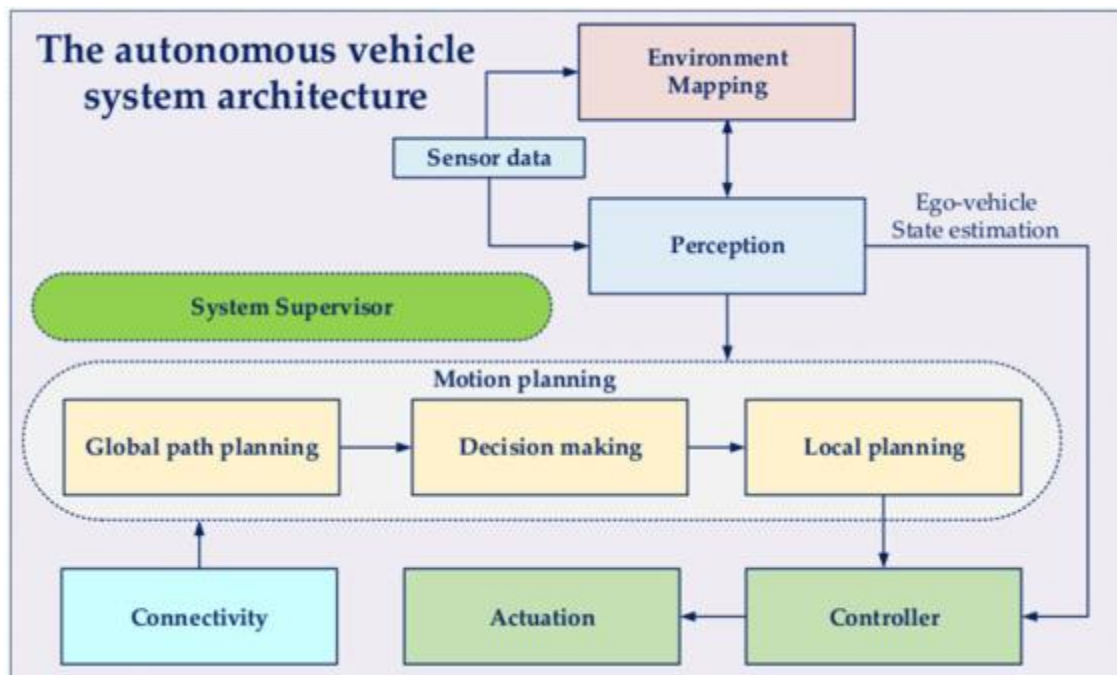 The autonomous vehicle
system architecture
Environment
Mapping
Sensor data
Ego-vehicle
State estimation
Perception
System Supervisor
Motion planning
Global path planning
Decision making
Local planning
Connectivity
Actuation
Controller